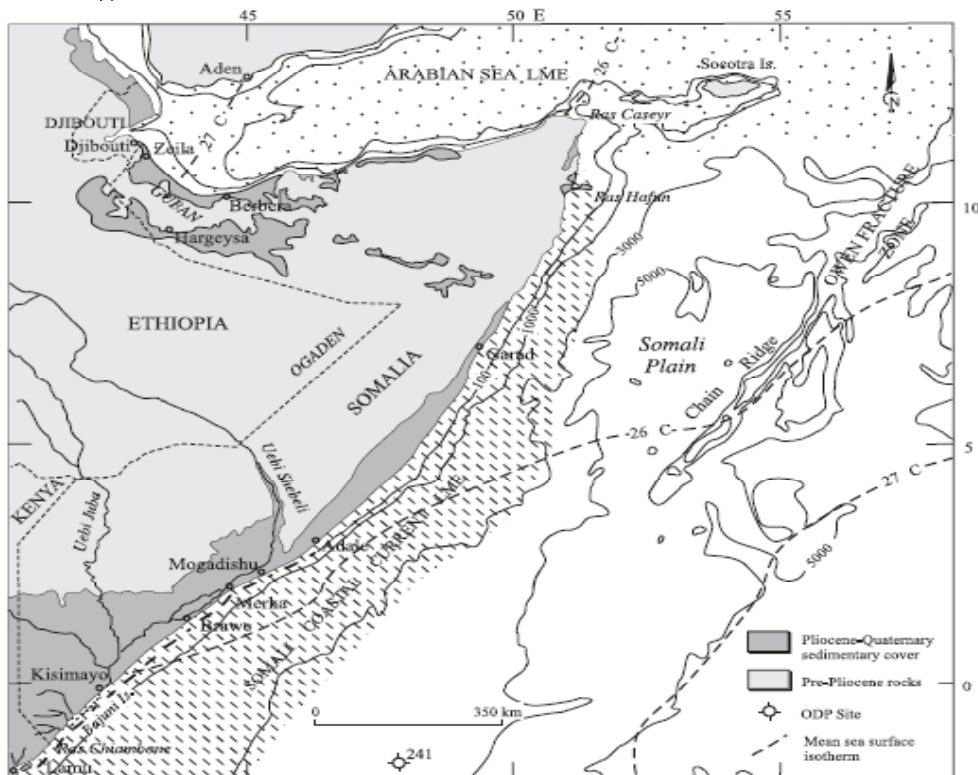 45
50 E
55
Aden
ARABIAN SEA LME
26 C
Socotra Is.
N
27 C
Ras Caseyr
DJIBOUTI
Djibouti
Zeila
GUBAN
Berbera
Ras Hafun
10
Hargeysa
3000
5000
OWEN FRACTURE
ZONE
ETHIOPIA
OGADEN
SOMALIA
1000
100
Garad
Somali
Plain
Chain Ridge
26 C
5
27 C
KENYA
Uebi Juba
Uebi Shebeli
Adale
SOMALI COASTAL CURRENT LME
5000
Mogadishu
Merka
Brawe
Kisimayo
Bajuni Is.
Ras Chiambone
Lamu
0
0 350 km
241
Pliocene-Quaternary
sedimentary cover
Pre-Pliocene rocks
ODP Site
Mean sea surface
isotherm